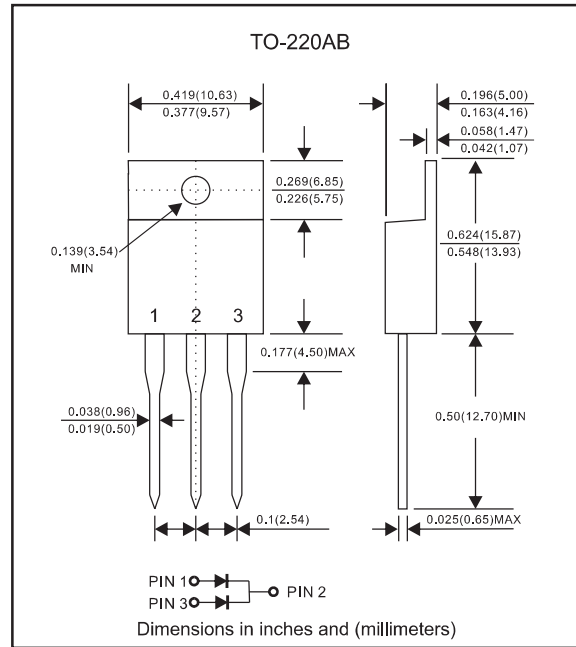 TO-220AB
0.419(10.63)
0.377(9.57)
0.196(5.00)
0.163(4.16)
0.058(1.47)
0.042(1.07)
0.269(6.85)
0.226(5.75)
0.139(3.54)
MIN
0.624(15.87)
0.548(13.93)
1 2 3
0.177(4.50)MAX
0.038(0.96)
0.019(0.50)
0.50(12.70)MIN
0.1(2.54)
0.025(0.65)MAX
PIN 1
PIN 2
PIN 3
Dimensions in inches and (millimeters)